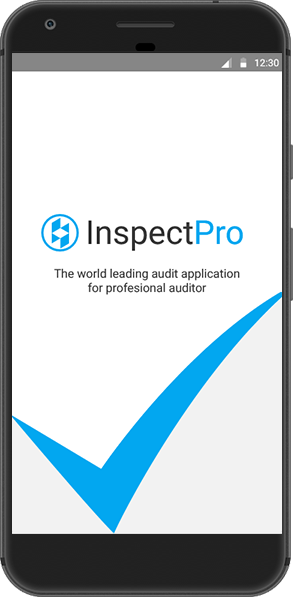 12:30
InspectPro
The world leading audit application
for profesional auditor